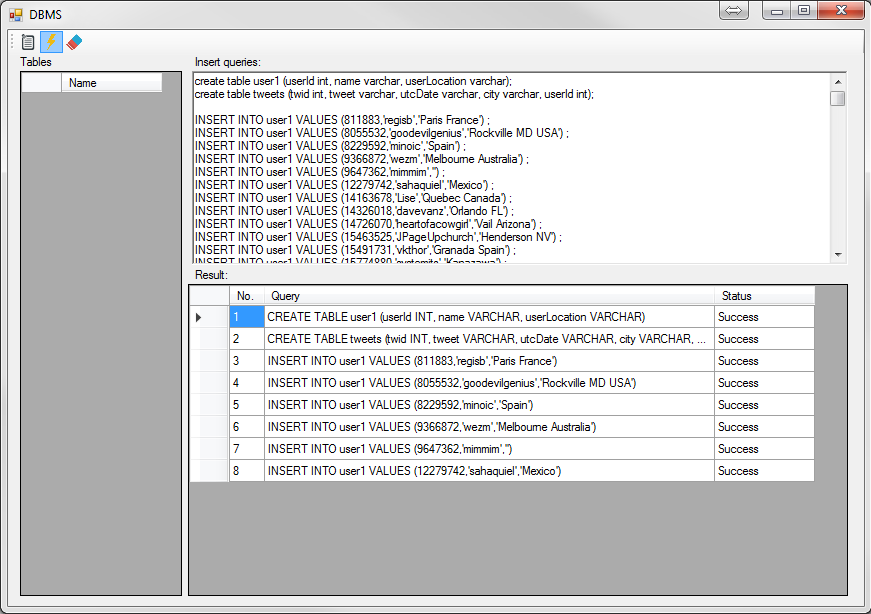 DBMS
Tables
Name
Insert queries:
create table user1 (userId int, name varchar, userLocation varchar);
create table tweets (twid int, tweet varchar, utcDate varchar, city varchar, userId int);
INSERT INTO user1 VALUES (811883,'regisb','Paris France') ;
INSERT INTO user1 VALUES (8055532,'goodevilgenius','Rockville MD USA') ;
INSERT INTO user1 VALUES (8229592,'minoic','Spain') ;
INSERT INTO user1 VALUES (9366872,'wezm','Melbourne Australia') ;
INSERT INTO user1 VALUES (9647362,'mimmim','') ;
INSERT INTO user1 VALUES (12279742,'sahaquiel','Mexico') ;
INSERT INTO user1 VALUES (14163678,'Lise','Quebec Canada') ;
INSERT INTO user1 VALUES (14326018,'davevanz','Orlando FL') ;
INSERT INTO user1 VALUES (14726070,'heartofacowgirl','Vail Arizona') ;
INSERT INTO user1 VALUES (15463525,'JPageUpchurch','Henderson NV') ;
INSERT INTO user1 VALUES (15491731,'vkthor','Granada Spain') ;
INSERT INTO user1 VALUES (15774880,'systemite','Kanazawa') ;
Result:
No. Query Status
1 CREATE TABLE user1 (userId INT, name VARCHAR, userLocation VARCHAR) Success
2 CREATE TABLE tweets (twid INT, tweet VARCHAR, utcDate VARCHAR, city VARCHAR, ... Success
3 INSERT INTO user1 VALUES (811883,'regisb','Paris France') Success
4 INSERT INTO user1 VALUES (8055532,'goodevilgenius','Rockville MD USA') Success
5 INSERT INTO user1 VALUES (8229592,'minoic','Spain') Success
6 INSERT INTO user1 VALUES (9366872,'wezm','Melbourne Australia') Success
7 INSERT INTO user1 VALUES (9647362,'mimmim','') Success
8 INSERT INTO user1 VALUES (12279742,'sahaquiel','Mexico') Success